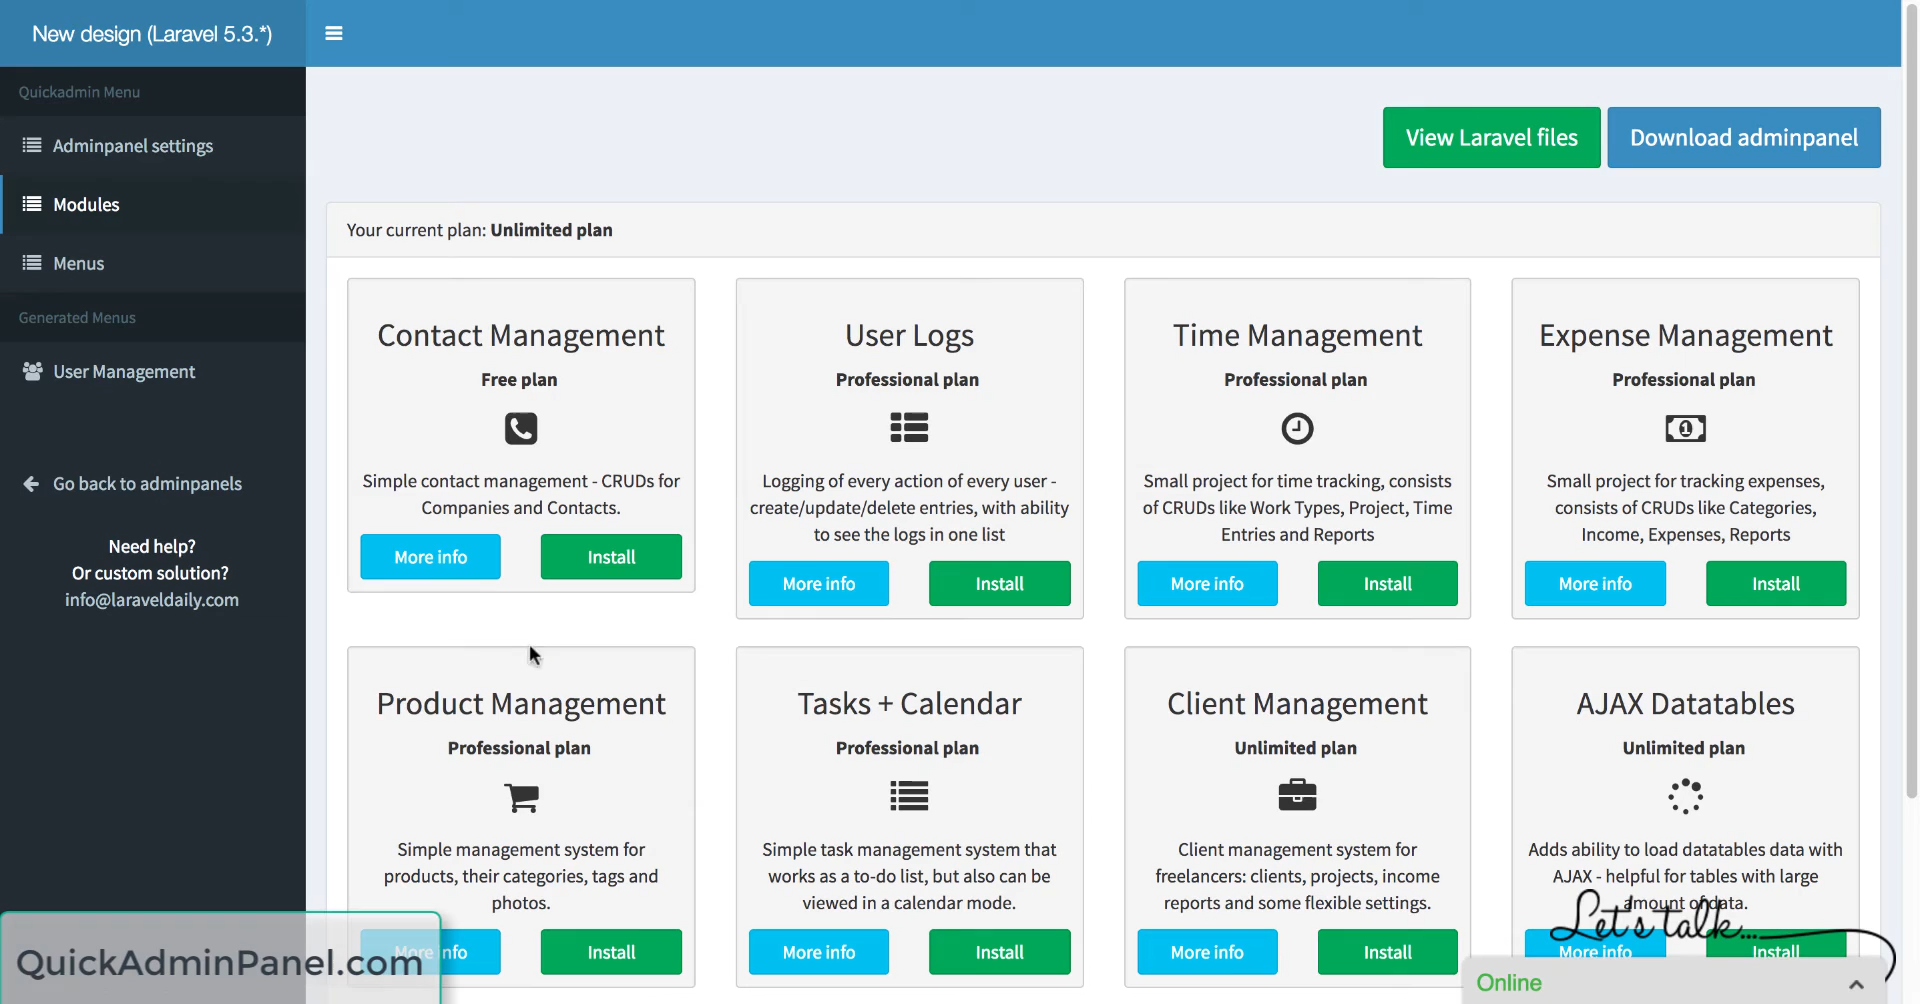 New design (Laravel 5.3.*)
Quickadmin Menu
Adminpanel settings
Modules
Menus
Generated Menus
User Management
Go back to adminpanels
Need help?
Or custom solution?
info@laraveldaily.com
View Laravel files
Download adminpanel
Your current plan: Unlimited plan
Contact Management
Free plan
Simple contact management - CRUDs for
Companies and Contacts.
More info
Install
User Logs
Professional plan
Logging of every action of every user -
create/update/delete entries, with ability
to see the logs in one list
More info
Install
Time Management
Professional plan
Small project for time tracking, consists
of CRUDs like Work Types, Project, Time
Entries and Reports
More info
Install
Expense Management
Professional plan
Small project for tracking expenses,
consists of CRUDs like Categories,
Income, Expenses, Reports
More info
Install
Product Management
Professional plan
Simple management system for
products, their categories, tags and
photos.
More info
Install
Tasks + Calendar
Professional plan
Simple task management system that
works as a to-do list, but also can be
viewed in a calendar mode.
More info
Install
Client Management
Unlimited plan
Client management system for
freelancers: clients, projects, income
reports and some flexible settings.
More info
Install
AJAX Datatables
Unlimited plan
Adds ability to load datatables data with
AJAX - helpful for tables with large
amount of data.
More info
Install
QuickAdminPanel.com
Let's talk...
Online